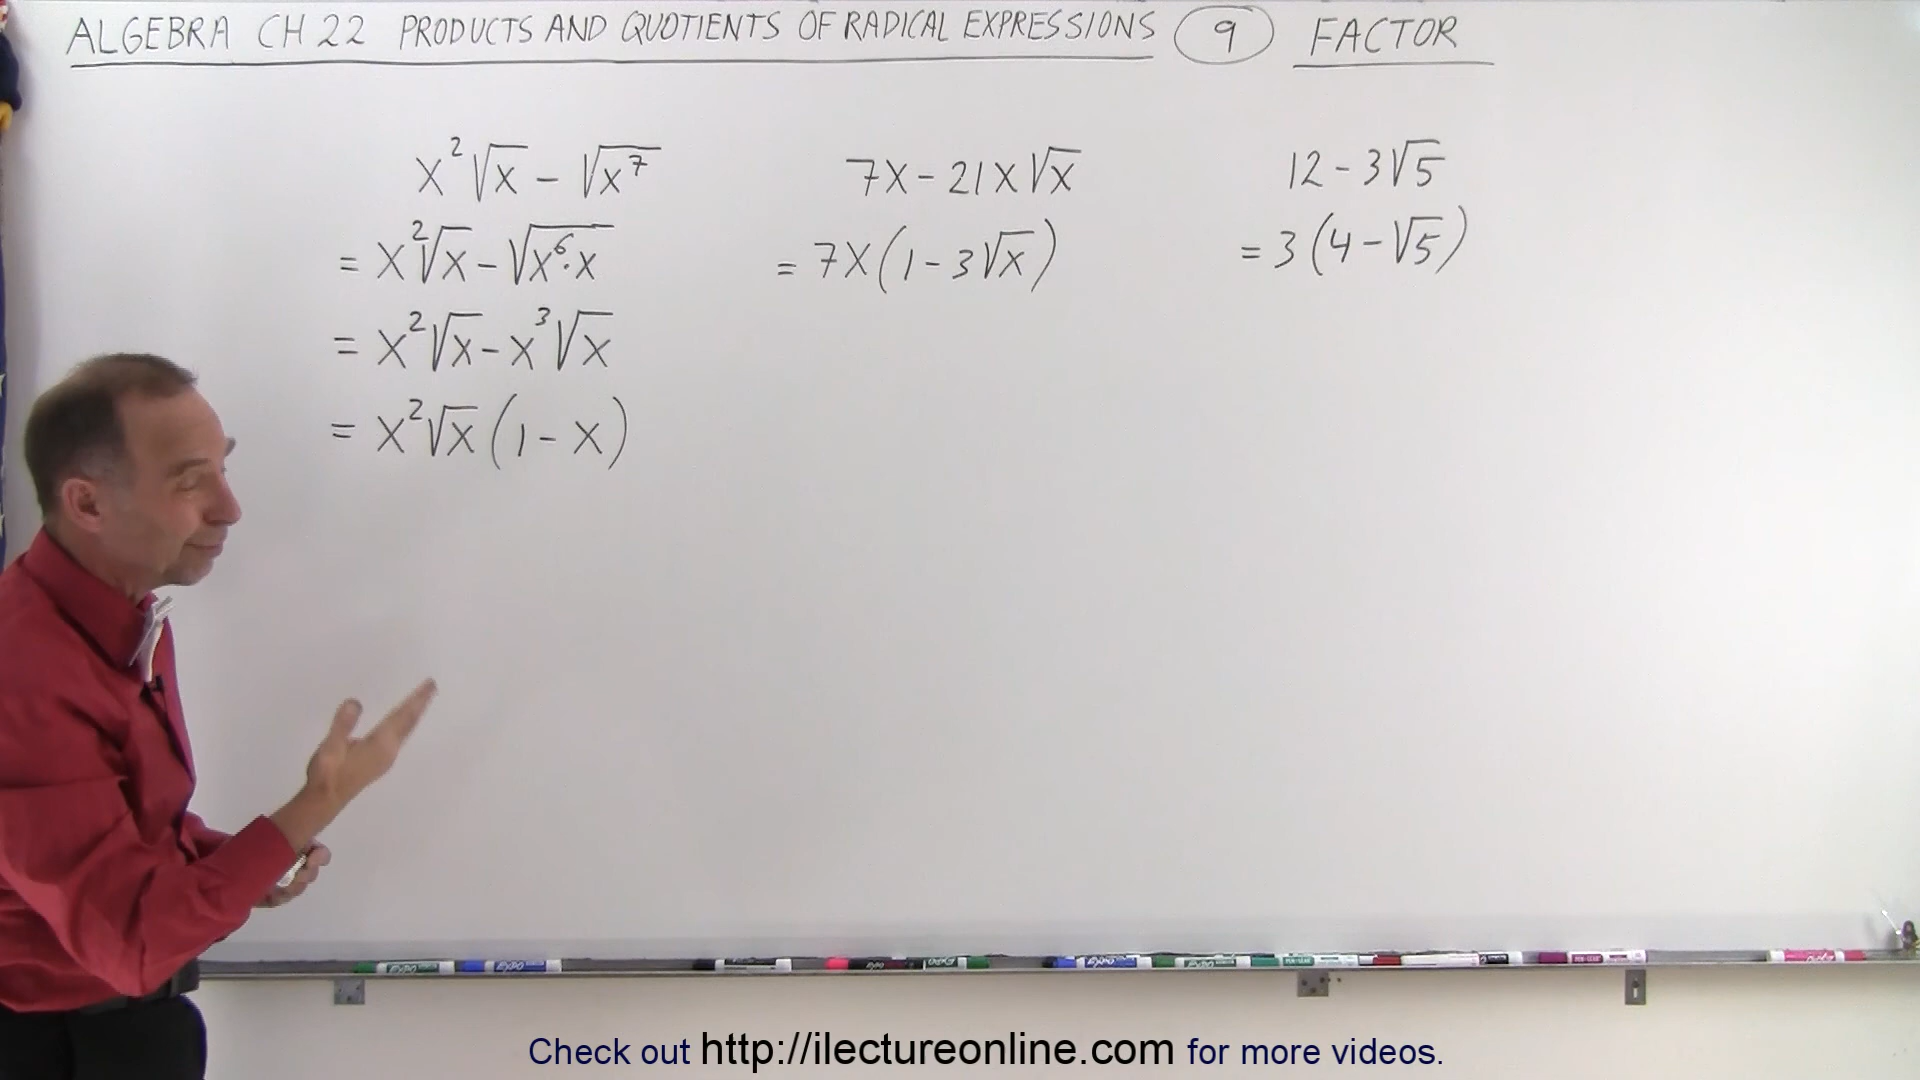 ALGEBRA CH 22 PRODUCTS AND QUOTIENTS OF RADICAL EXPRESSIONS 9 FACTOR
x²√x − √x⁷
= x²√x − √x⁶·x
= x²√x − x³√x
= x²√x (1 − x)
7x − 21x√x
= 7x(1 − 3√x)
12 − 3√5
= 3(4 − √5)
EXPO EXPO
Check out http://ilectureonline.com for more videos.